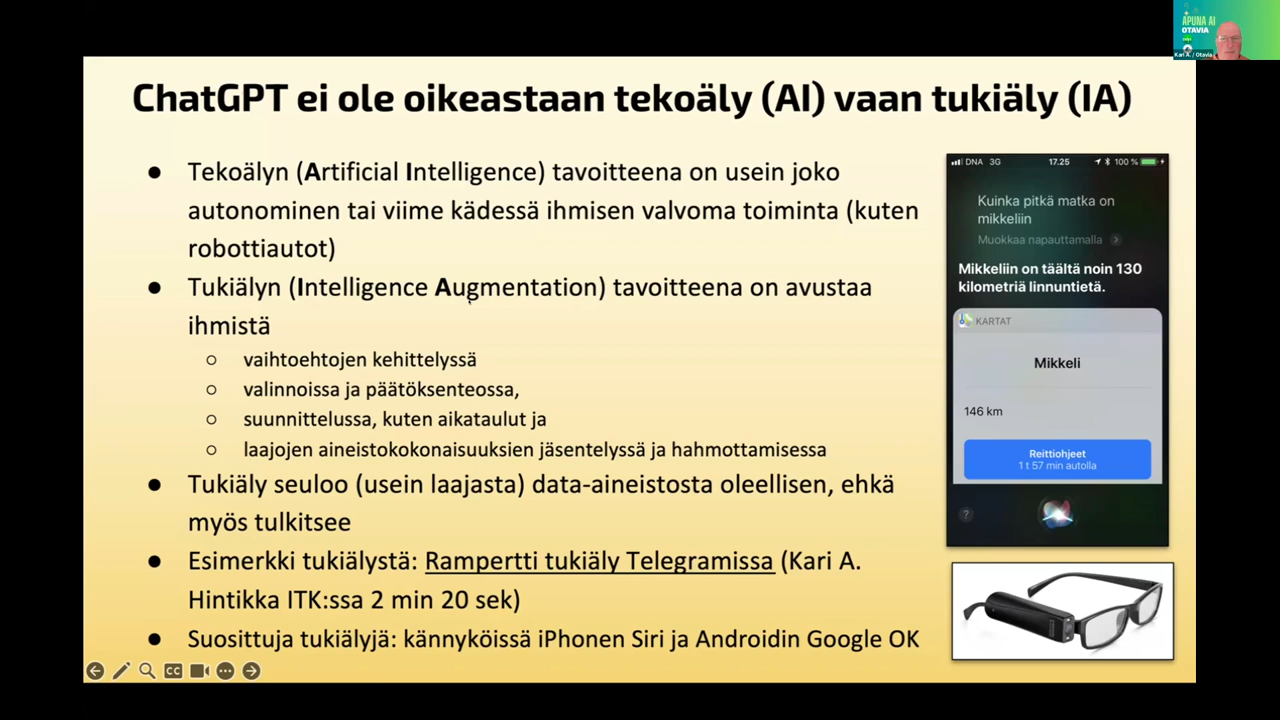 APUNA AI
OTAVIA
Kari A. / Otavia
ChatGPT ei ole oikeastaan tekoäly (AI) vaan tukiäly (IA)
● Tekoälyn (Artificial Intelligence) tavoitteena on usein joko
autonominen tai viime kädessä ihmisen valvoma toiminta (kuten
robottiautot)
● Tukiälyn (Intelligence Augmentation) tavoitteena on avustaa
ihmistä
○ vaihtoehtojen kehittelyssä
○ valinnoissa ja päätöksenteossa,
○ suunnittelussa, kuten aikataulut ja
○ laajojen aineistokokonaisuuksien jäsentelyssä ja hahmottamisessa
● Tukiäly seuloo (usein laajasta) data-aineistosta oleellisen, ehkä
myös tulkitsee
● Esimerkki tukiälystä: Rampertti tukiäly Telegramissa (Kari A.
Hintikka ITK:ssa 2 min 20 sek)
● Suosittuja tukiälyjä: kännyköissä iPhonen Siri ja Androidin Google OK
DNA 3G 17.25 100 %
Kuinka pitkä matka on
mikkeliin
Muokkaa napauttamalla
Mikkeliin on täältä noin 130
kilometriä linnuntietä.
KARTAT
Mikkeli
146 km
Reittiohjeet
1 t 57 min autolla
?
CC